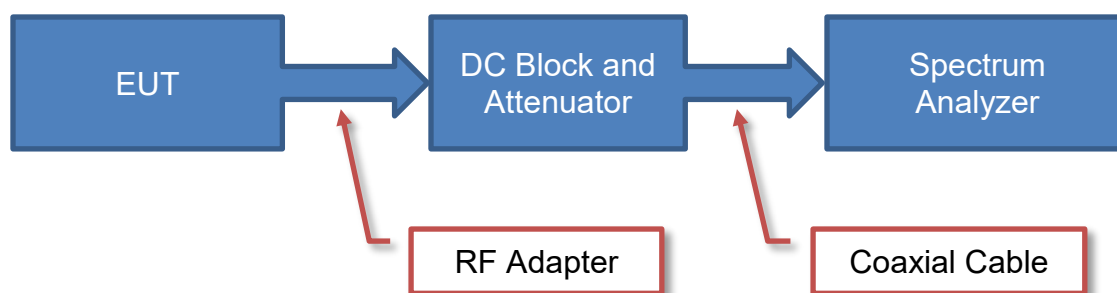 EUT
DC Block and
Attenuator
Spectrum
Analyzer
RF Adapter
Coaxial Cable